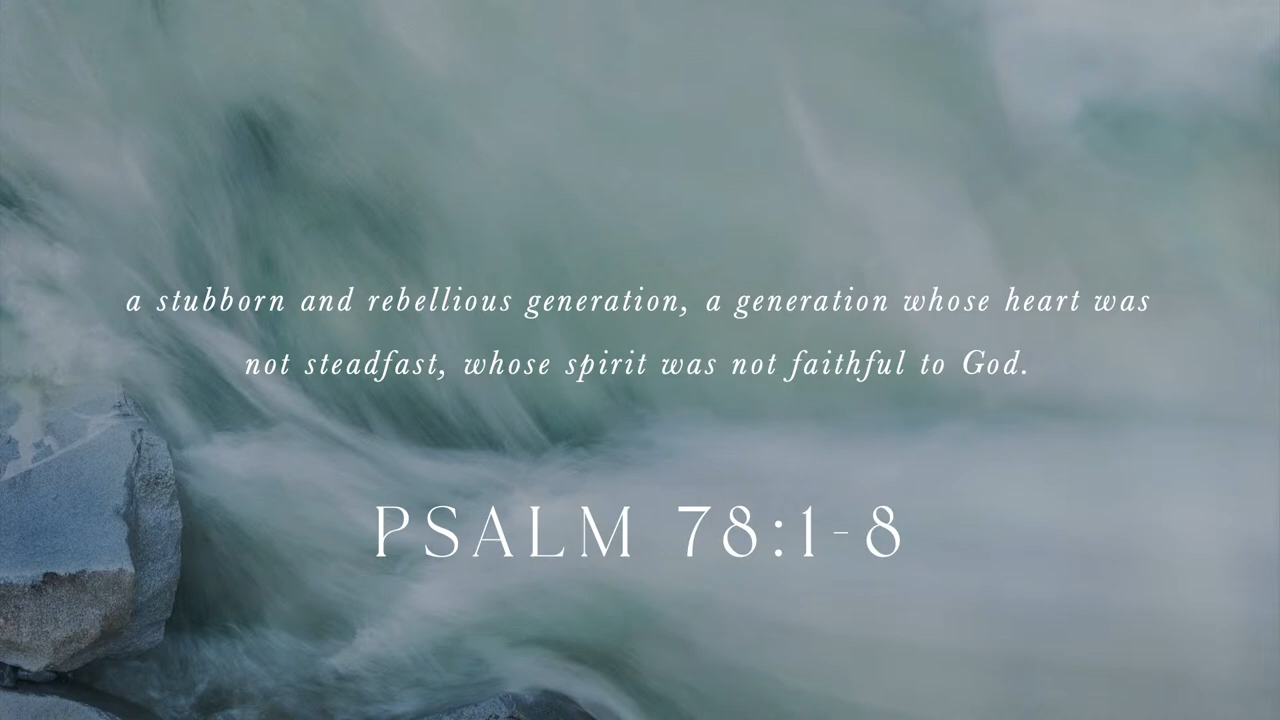 a stubborn and rebellious generation, a generation whose heart was
not steadfast, whose spirit was not faithful to God.
PSALM 78:1-8